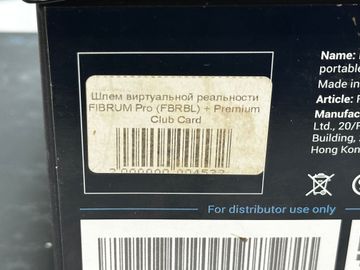 Шлем виртуальной реальности
FIBRUM Pro (FBRBL) + Premium
Club Card
Name:
portable
Made in
Article:
Manufac
Ltd., 20/F
Building,
Hong Kon
For distributor use only